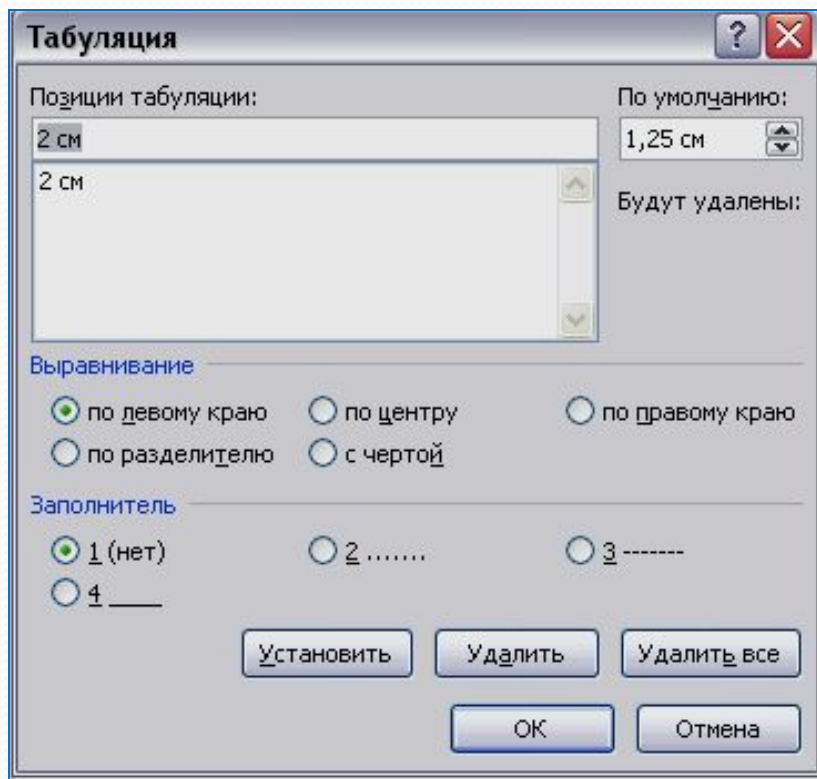 Табуляция
Позиции табуляции: По умолчанию:
2 см 1,25 см
2 см
Будут удалены:
Выравнивание
по левому краю по центру по правому краю
по разделителю с чертой
Заполнитель
1 (нет) 2 ....... 3 -------
4 ____
Установить Удалить Удалить все
ОК Отмена